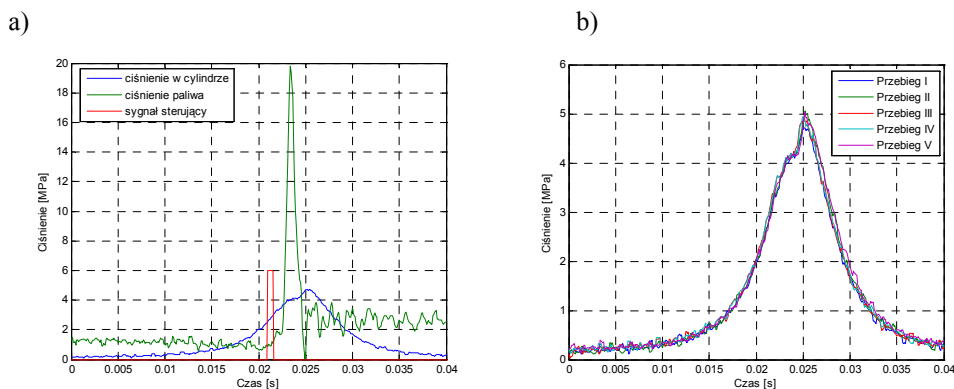 a)
b)
20
18
16
14
12
10
8
6
4
2
0
Ciśnienie [MPa]
ciśnienie w cylindrze
ciśnienie paliwa
sygnał sterujący
0 0.005 0.01 0.015 0.02 0.025 0.03 0.035 0.04
Czas [s]
6
5
4
3
2
1
0
Ciśnienie [MPa]
Przebieg I
Przebieg II
Przebieg III
Przebieg IV
Przebieg V
0 0.005 0.01 0.015 0.02 0.025 0.03 0.035 0.04
Czas [s]